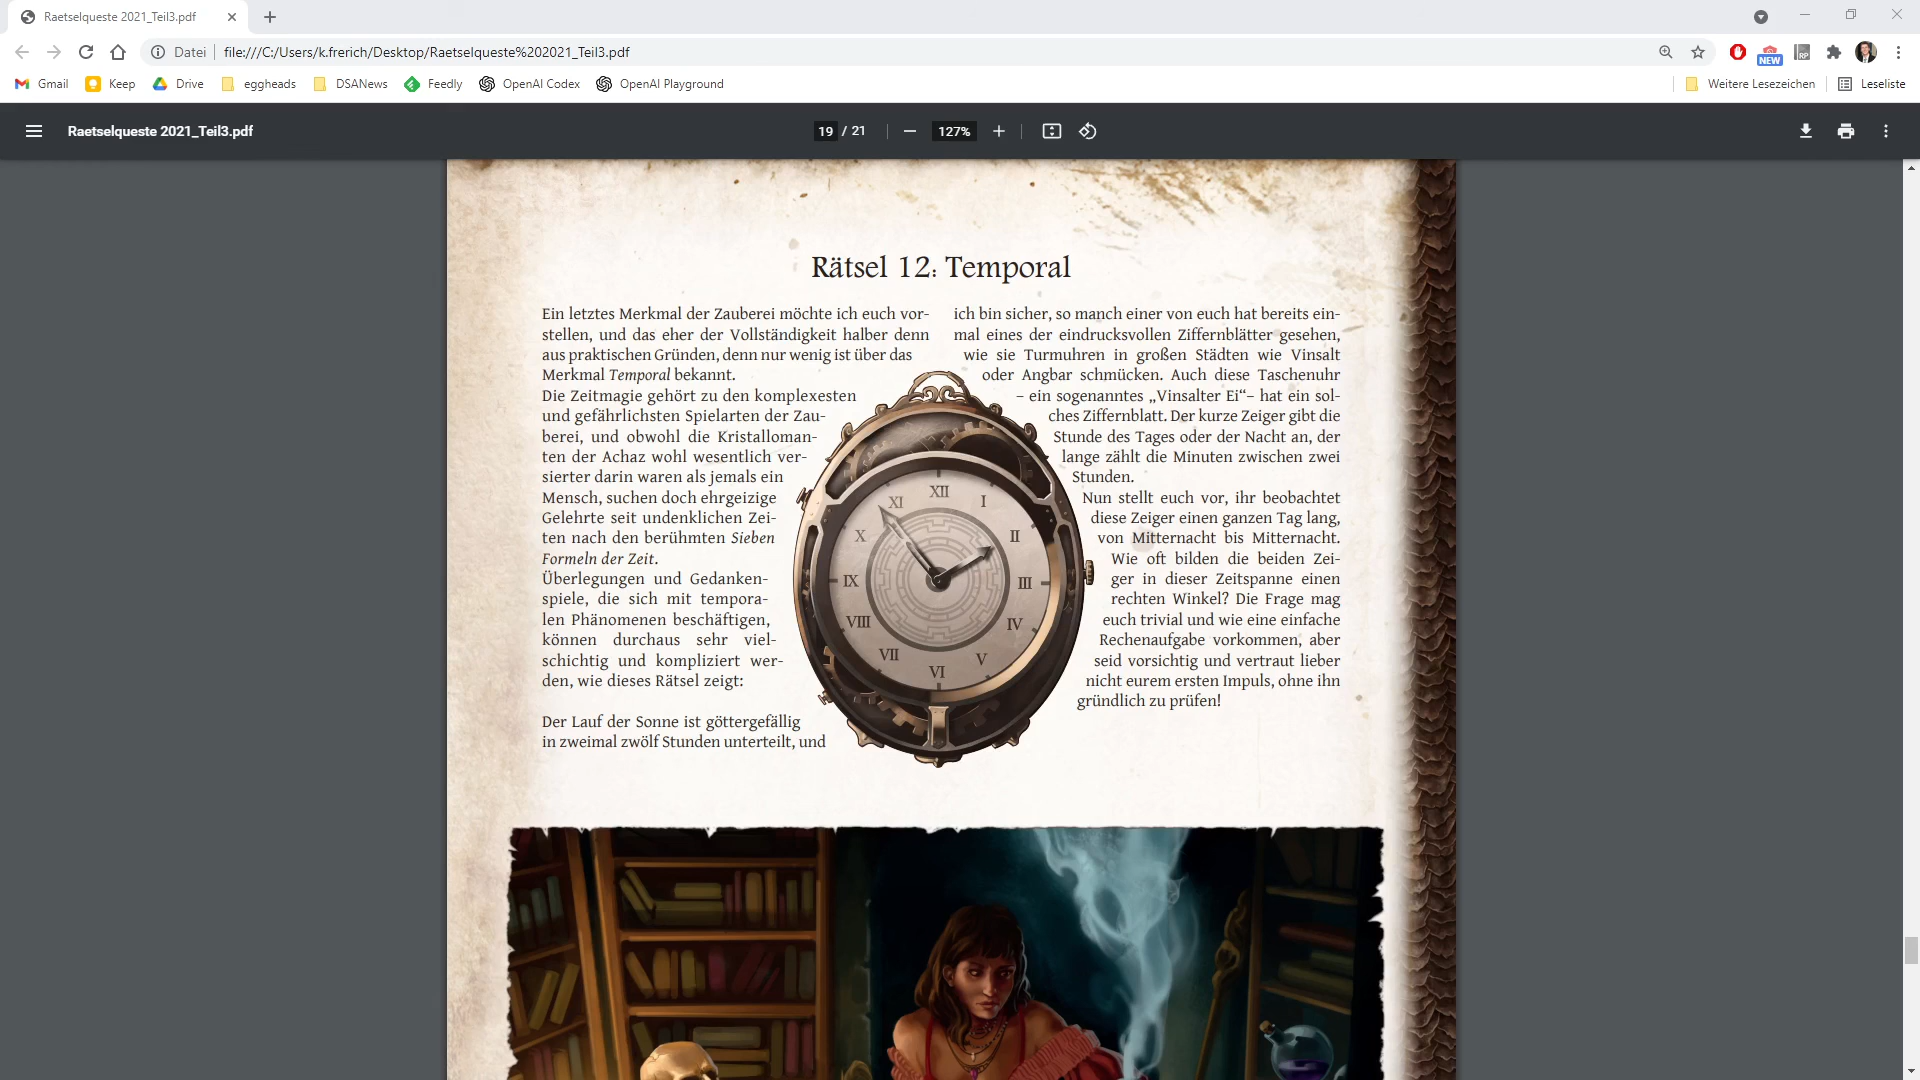 Raetselqueste 2021_Teil3.pdf
Datei file:///C:/Users/k.frerich/Desktop/Raetselqueste%202021_Teil3.pdf
NEW
RP
Gmail Keep Drive eggheads DSANews Feedly OpenAI Codex OpenAI Playground Weitere Lesezeichen Leseliste
Raetselqueste 2021_Teil3.pdf 19 / 21 127%
Rätsel 12: Temporal
Ein letztes Merkmal der Zauberei möchte ich euch vor-
stellen, und das eher der Vollständigkeit halber denn
aus praktischen Gründen, denn nur wenig ist über das
Merkmal Temporal bekannt.
Die Zeitmagie gehört zu den komplexesten
und gefährlichsten Spielarten der Zau-
berei, und obwohl die Kristalloman-
ten der Achaz wohl wesentlich ver-
sierter darin waren als jemals ein
Mensch, suchen doch ehrgeizige
Gelehrte seit undenklichen Zei-
ten nach den berühmten Sieben
Formeln der Zeit.
Überlegungen und Gedanken-
spiele, die sich mit tempora-
len Phänomenen beschäftigen,
können durchaus sehr viel-
schichtig und kompliziert wer-
den, wie dieses Rätsel zeigt:
Der Lauf der Sonne ist göttergefällig
in zweimal zwölf Stunden unterteilt, und
ich bin sicher, so manch einer von euch hat bereits ein-
mal eines der eindrucksvollen Ziffernblätter gesehen,
wie sie Turmuhren in großen Städten wie Vinsalt
oder Angbar schmücken. Auch diese Taschenuhr
– ein sogenanntes „Vinsalter Ei“– hat ein sol-
ches Ziffernblatt. Der kurze Zeiger gibt die
Stunde des Tages oder der Nacht an, der
lange zählt die Minuten zwischen zwei
Stunden.
Nun stellt euch vor, ihr beobachtet
diese Zeiger einen ganzen Tag lang,
von Mitternacht bis Mitternacht.
Wie oft bilden die beiden Zei-
ger in dieser Zeitspanne einen
rechten Winkel? Die Frage mag
euch trivial und wie eine einfache
Rechenaufgabe vorkommen, aber
seid vorsichtig und vertraut lieber
nicht eurem ersten Impuls, ohne ihn
gründlich zu prüfen!
XII
I
II
III
IV
V
VI
VII
VIII
IX
X
XI